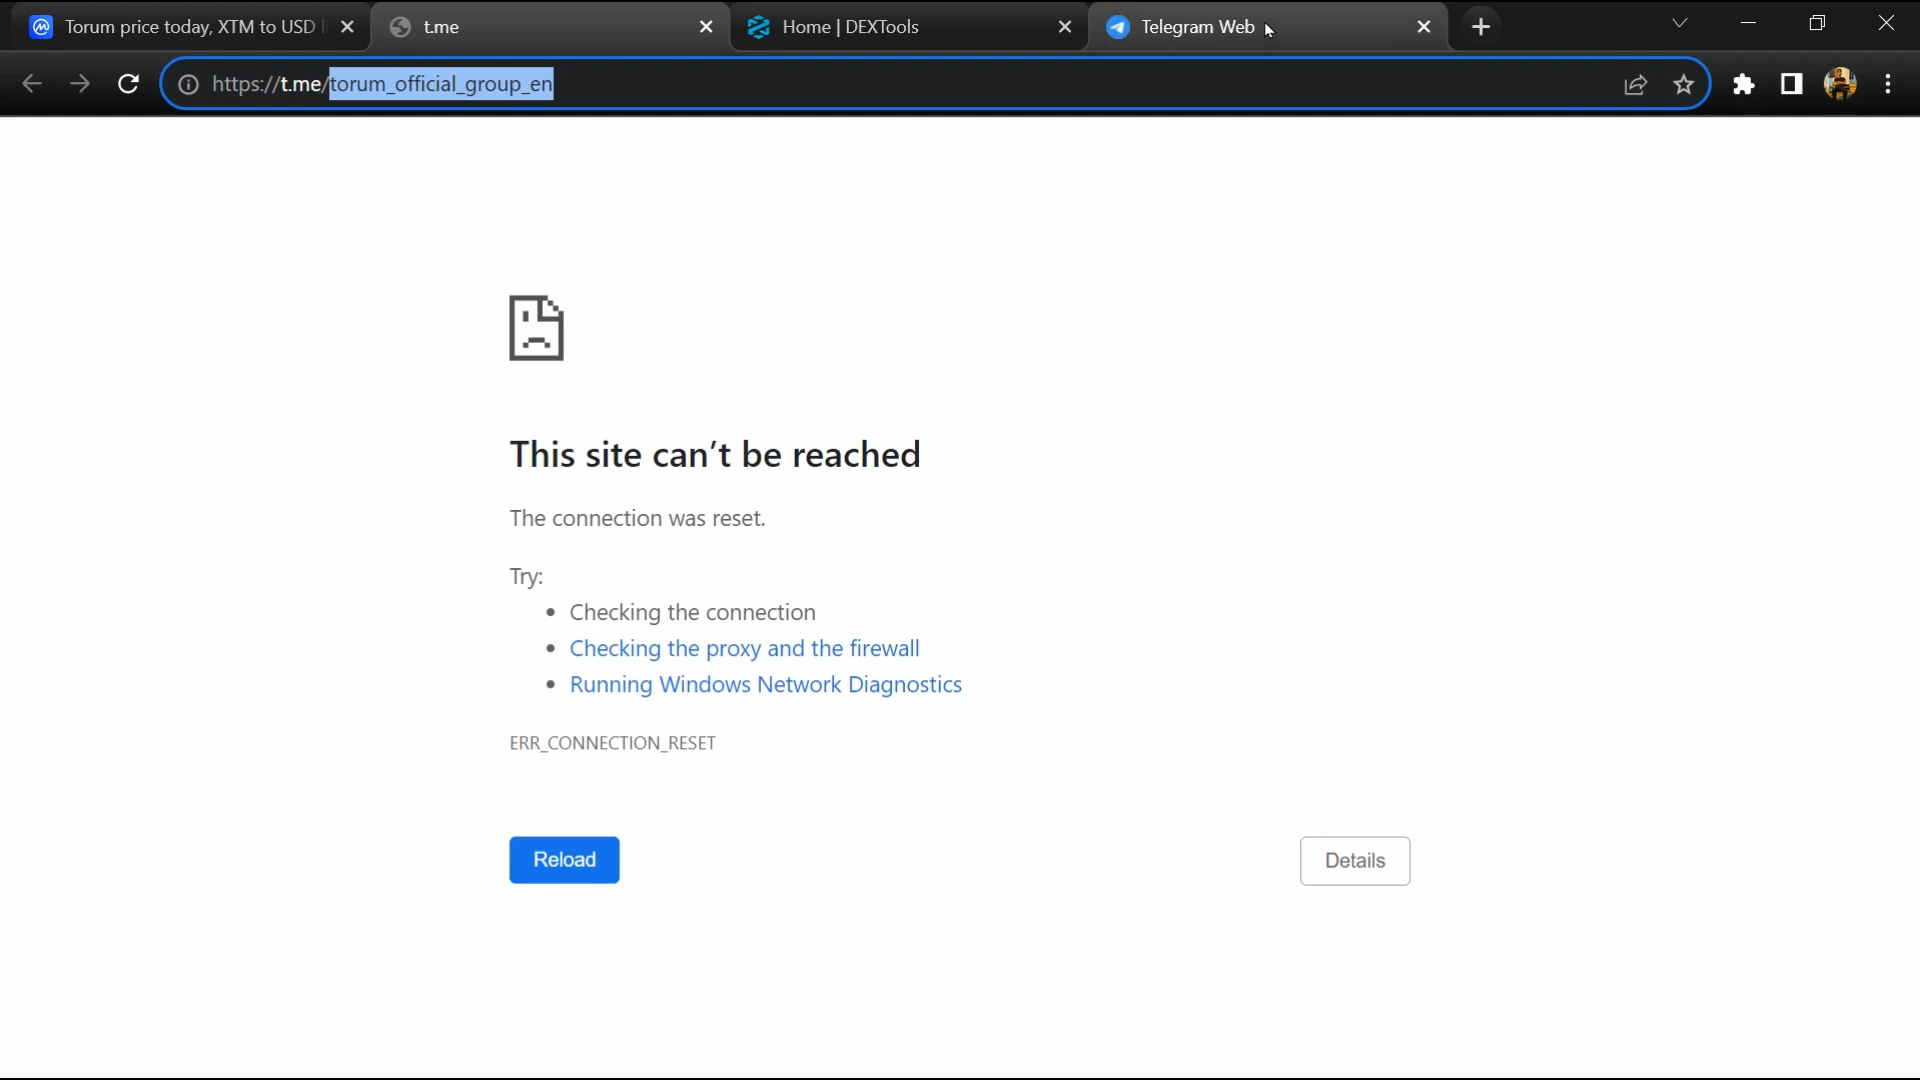 Torum price today, XTM to USD
t.me
Home | DEXTools
Telegram Web
https://t.me/torum_official_group_en
This site can't be reached
The connection was reset.
Try:
Checking the connection
Checking the proxy and the firewall
Running Windows Network Diagnostics
ERR_CONNECTION_RESET
Reload
Details